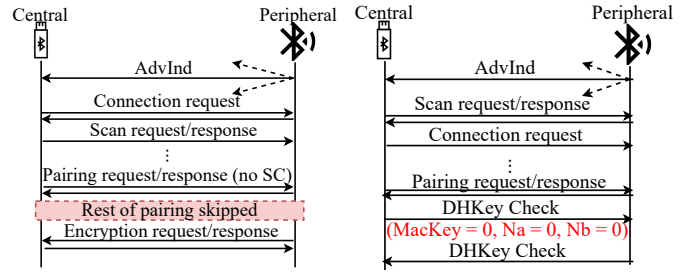 Central
Peripheral
AdvInd
Connection request
Scan request/response
⋮
Pairing request/response (no SC)
Rest of pairing skipped
Encryption request/response
Central
Peripheral
AdvInd
Scan request/response
Connection request
⋮
Pairing request/response
DHKey Check
(MacKey = 0, Na = 0, Nb = 0)
DHKey Check